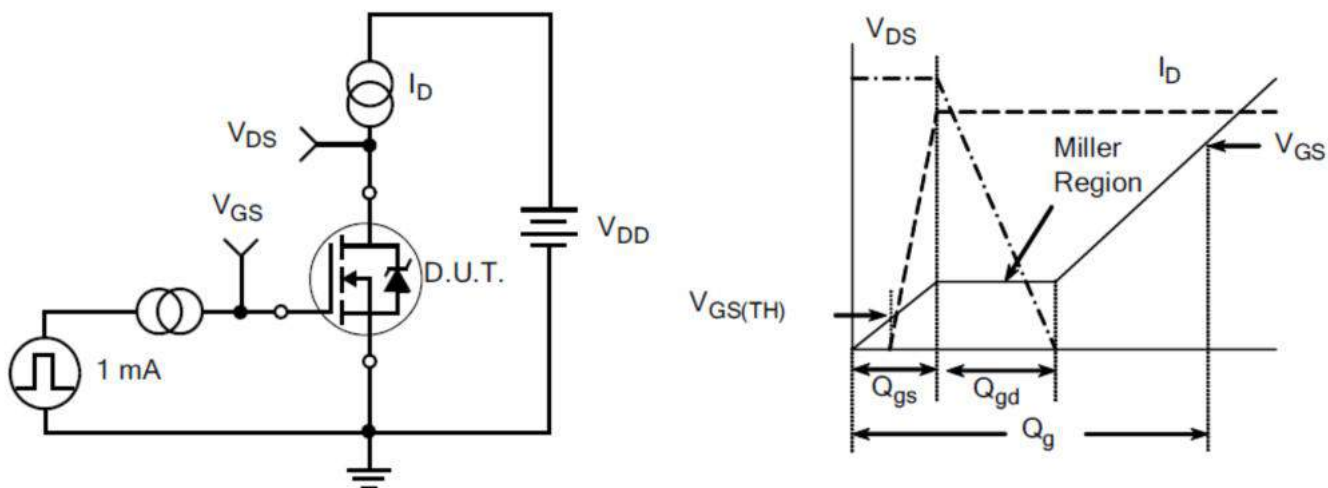 I_D
V_DS
V_GS
D.U.T.
V_DD
1 mA
V_DS
I_D
Miller
Region
V_GS
V_GS(TH)
Q_gs
Q_gd
Q_g